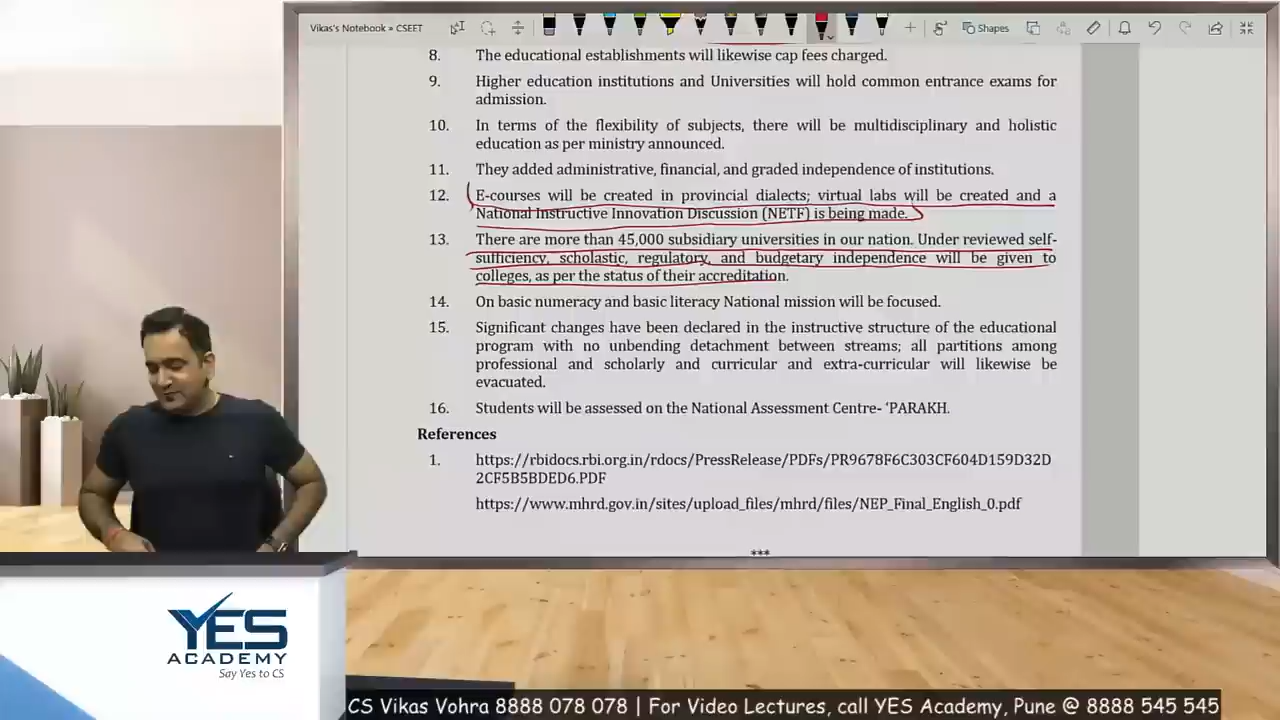 Vikas's Notebook » CSEET
Shapes
8. The educational establishments will likewise cap fees charged.
9. Higher education institutions and Universities will hold common entrance exams for
admission.
10. In terms of the flexibility of subjects, there will be multidisciplinary and holistic
education as per ministry announced.
11. They added administrative, financial, and graded independence of institutions.
12. E-courses will be created in provincial dialects; virtual labs will be created and a
National Instructive Innovation Discussion (NETF) is being made.
13. There are more than 45,000 subsidiary universities in our nation. Under reviewed self-
sufficiency, scholastic, regulatory, and budgetary independence will be given to
colleges, as per the status of their accreditation.
14. On basic numeracy and basic literacy National mission will be focused.
15. Significant changes have been declared in the instructive structure of the educational
program with no unbending detachment between streams; all partitions among
professional and scholarly and curricular and extra-curricular will likewise be
evacuated.
16. Students will be assessed on the National Assessment Centre- ‘PARAKH.
References
1. https://rbidocs.rbi.org.in/rdocs/PressRelease/PDFs/PR9678F6C303CF604D159D32D
2CF5B5BDED6.PDF
https://www.mhrd.gov.in/sites/upload_files/mhrd/files/NEP_Final_English_0.pdf
***
YES
ACADEMY
Say Yes to CS
CS Vikas Vohra 8888 078 078 | For Video Lectures, call YES Academy, Pune @ 8888 545 545